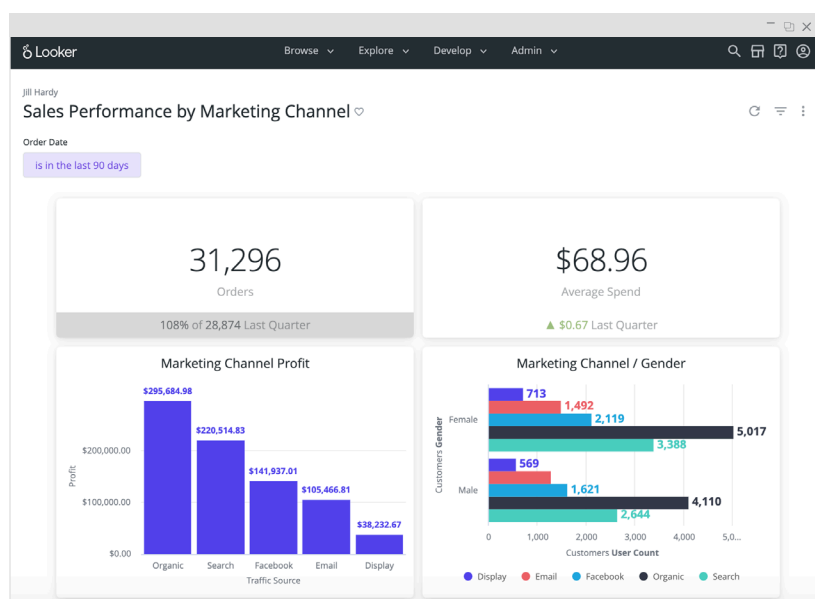 Looker
Browse Explore Develop Admin
Jill Hardy
Sales Performance by Marketing Channel
Order Date
is in the last 90 days
31,296
Orders
108% of 28,874 Last Quarter
$68.96
Average Spend
▲ $0.67 Last Quarter
Marketing Channel Profit
$295,684.98
$220,514.83
$141,937.01
$105,466.81
$38,232.67
Profit
$200,000.00
$100,000.00
$0.00
Organic Search Facebook Email Display
Traffic Source
Marketing Channel / Gender
Customers Gender
Female
713
1,492
2,119
5,017
3,388
Male
569
1,621
4,110
2,644
0 1,000 2,000 3,000 4,000 5,0...
Customers User Count
Display Email Facebook Organic Search